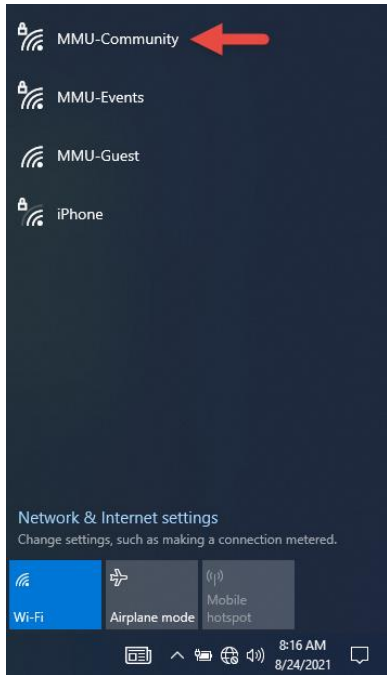 MMU-Community
MMU-Events
MMU-Guest
iPhone
Network & Internet settings
Change settings, such as making a connection metered.
Wi-Fi
Airplane mode
Mobile
hotspot
8:16 AM
8/24/2021